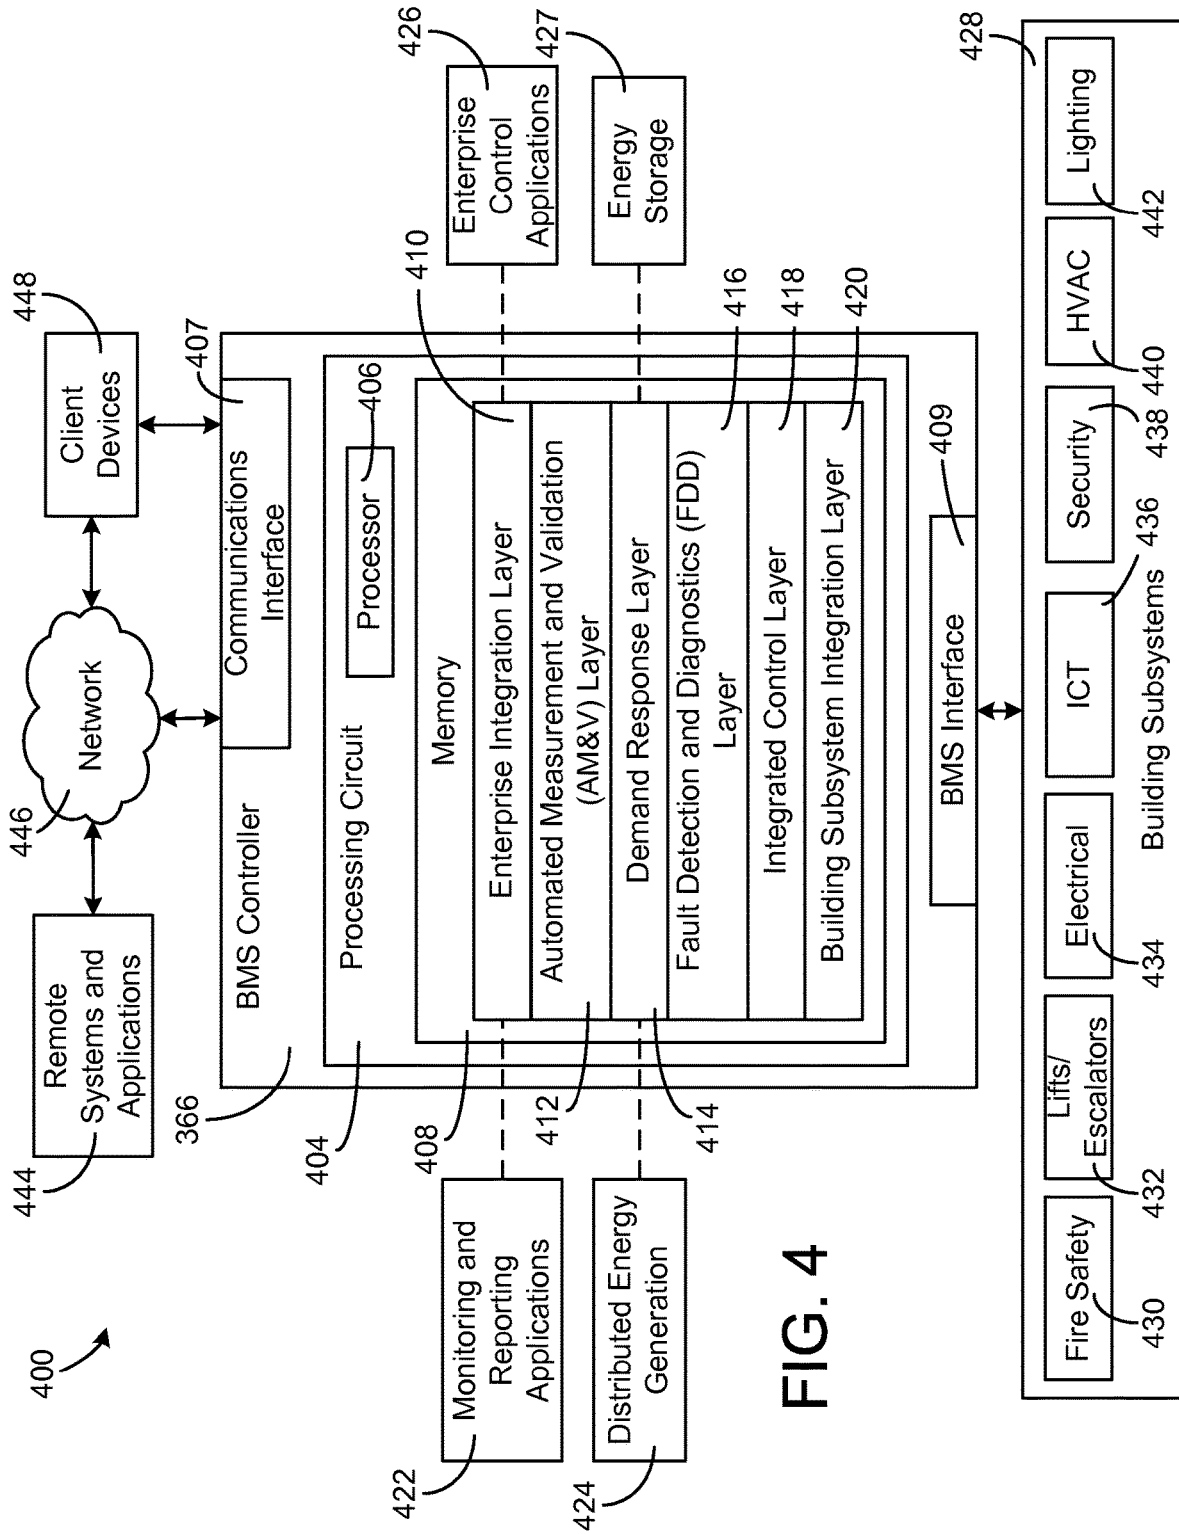 400
444
Remote
Systems and
Applications
446
Network
448
Client
Devices
366
BMS Controller
Communications
Interface
407
404
Processing Circuit
Processor
406
408
Memory
410
Enterprise Integration Layer
Automated Measurement and Validation
(AM&V) Layer
412
Demand Response Layer
414
Fault Detection and Diagnostics (FDD)
Layer
416
Integrated Control Layer
418
Building Subsystem Integration Layer
420
422
Monitoring and
Reporting
Applications
424
Distributed Energy
Generation
426
Enterprise
Control
Applications
427
Energy
Storage
BMS Interface
409
428
Fire Safety
430
Lifts/
Escalators
432
Electrical
434
ICT
436
Security
438
HVAC
440
Lighting
442
Building Subsystems
FIG. 4